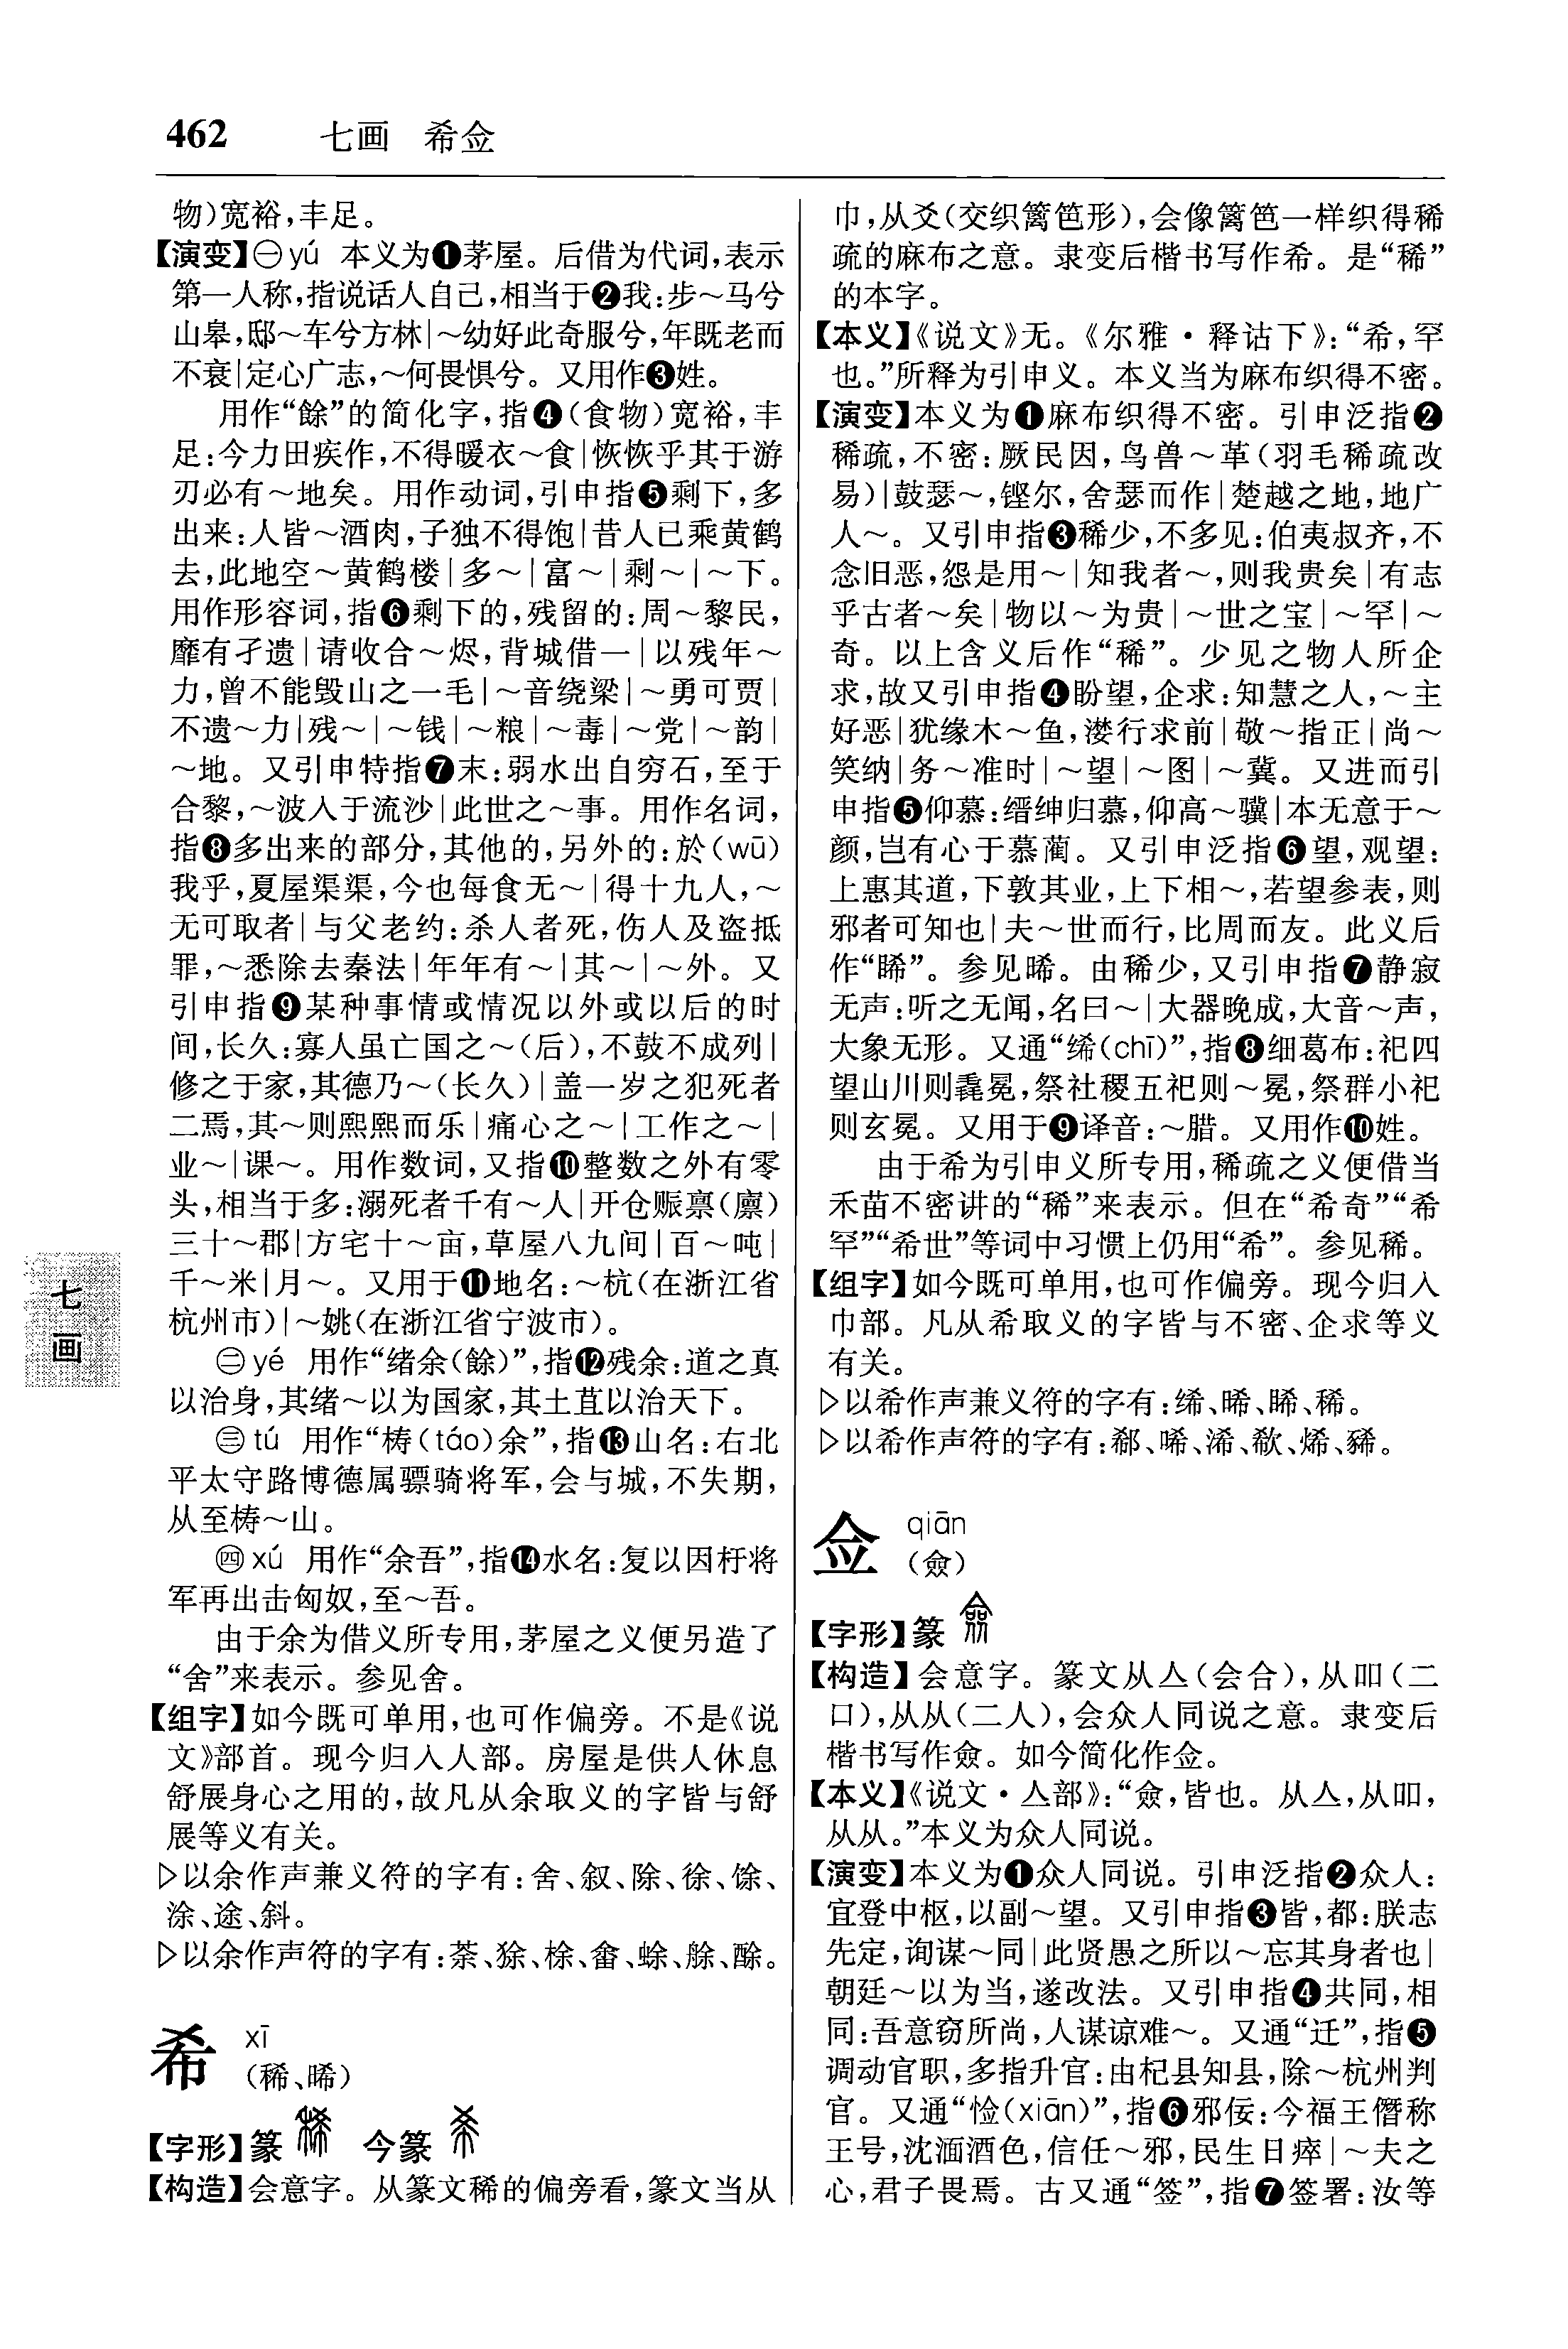 462 七画 希佥
物)宽裕,丰足。
【演变】㊀yú 本义为❶茅屋。后借为代词,表示
第一人称,指说话人自己,相当于❷我:步～马兮
山皋,邸～车兮方林|～幼好此奇服兮,年既老而
不衰|定心广志,～何畏惧兮。又用作❸姓。
用作“餘”的简化字,指❹(食物)宽裕,丰
足:今力田疾作,不得暖衣～食|恢恢乎其于游
刃必有～地矣。用作动词,引申指❺剩下,多
出来:人皆～酒肉,子独不得饱|昔人已乘黄鹤
去,此地空～黄鹤楼|多～|富～|剩～|～下。
用作形容词,指❻剩下的,残留的:周～黎民,
靡有孑遗|请收合～烬,背城借一|以残年～
力,曾不能毁山之一毛|～音绕梁|～勇可贾|
不遗～力|残～|～钱|～粮|～毒|～党|～韵|
～地。又引申特指❼末:弱水出自穷石,至于
合黎,～波入于流沙|此世之～事。用作名词,
指❽多出来的部分,其他的,另外的:於(wū)
我乎,夏屋渠渠,今也每食无～|得十九人,～
无可取者|与父老约:杀人者死,伤人及盗抵
罪,～悉除去秦法|年年有～|其～|～外。又
引申指❾某种事情或情况以外或以后的时
间,长久:寡人虽亡国之～(后),不鼓不成列|
修之于家,其德乃～(长久)|盖一岁之犯死者
二焉,其～则熙熙而乐|痛心之～|工作之～|
业～|课～。用作数词,又指❿整数之外有零
头,相当于多:溺死者千有～人|开仓赈禀(廪)
三十～郡|方宅十～亩,草屋八九间|百～吨|
千～米|月～。又用于⓫地名:～杭(在浙江省
杭州市)|～姚(在浙江省宁波市)。
㊁yé 用作“绪余(餘)”,指⓬残余:道之真
以治身,其绪～以为国家,其土苴以治天下。
㊂tú 用作“梼(táo)余”,指⓭山名:右北
平太守路博德属骠骑将军,会与城,不失期,
从至梼～山。
㊃xú 用作“余吾”,指⓮水名:复以因杅将
军再出击匈奴,至～吾。
由于余为借义所专用,茅屋之义便另造了
“舍”来表示。参见舍。
【组字】如今既可单用,也可作偏旁。不是《说
文》部首。现今归入人部。房屋是供人休息
舒展身心之用的,故凡从余取义的字皆与舒
展等义有关。
▷以余作声兼义符的字有:舍、叙、除、徐、馀、
涂、途、斜。
▷以余作声符的字有:荼、狳、梌、畬、蜍、艅、酴。
希 xī
(稀、晞)
【字形】篆 今篆
【构造】会意字。从篆文稀的偏旁看,篆文当从
巾,从爻(交织篱笆形),会像篱笆一样织得稀
疏的麻布之意。隶变后楷书写作希。是“稀”
的本字。
【本义】《说文》无。《尔雅·释诂下》:“希,罕
也。”所释为引申义。本义当为麻布织得不密。
【演变】本义为❶麻布织得不密。引申泛指❷
稀疏,不密:厥民因,鸟兽～革(羽毛稀疏改
易)|鼓瑟～,铿尔,舍瑟而作|楚越之地,地广
人～。又引申指❸稀少,不多见:伯夷叔齐,不
念旧恶,怨是用～|知我者～,则我贵矣|有志
乎古者～矣|物以～为贵|～世之宝|～罕|～
奇。以上含义后作“稀”。少见之物人所企
求,故又引申指❹盼望,企求:知慧之人,～主
好恶|犹缘木～鱼,溇行求前|敬～指正|尚～
笑纳|务～准时|～望|～图|～冀。又进而引
申指❺仰慕:缙绅归慕,仰高～骥|本无意于～
颜,岂有心于慕蔺。又引申泛指❻望,观望:
上惠其道,下敦其业,上下相～,若望参表,则
邪者可知也|夫～世而行,比周而友。此义后
作“睎”。参见睎。由稀少,又引申指❼静寂
无声:听之无闻,名曰～|大器晚成,大音～声,
大象无形。又通“𫄨(chī)”,指❽细葛布:祀四
望山川则毳冕,祭社稷五祀则～冕,祭群小祀
则玄冕。又用于❾译音:～腊。又用作❿姓。
由于希为引申义所专用,稀疏之义便借当
禾苗不密讲的“稀”来表示。但在“希奇”“希
罕”“希世”等词中习惯上仍用“希”。参见稀。
【组字】如今既可单用,也可作偏旁。现今归入
巾部。凡从希取义的字皆与不密、企求等义
有关。
▷以希作声兼义符的字有:𫄨、晞、睎、稀。
▷以希作声符的字有:郗、唏、浠、欷、烯、豨。
佥 qiān
(僉)
【字形】篆
【构造】会意字。篆文从亼(会合),从吅(二
口),从从(二人),会众人同说之意。隶变后
楷书写作僉。如今简化作佥。
【本义】《说文·亼部》:“僉,皆也。从亼,从吅,
从从。”本义为众人同说。
【演变】本义为❶众人同说。引申泛指❷众人:
宜登中枢,以副～望。又引申指❸皆,都:朕志
先定,询谋～同|此贤愚之所以～忘其身者也|
朝廷～以为当,遂改法。又引申指❹共同,相
同:吾意窃所尚,人谋谅难～。又通“迁”,指❺
调动官职,多指升官:由杞县知县,除～杭州判
官。又通“憸(xiān)”,指❻邪佞:今福王僭称
王号,沈湎酒色,信任～邪,民生日瘁|～夫之
心,君子畏焉。古又通“签”,指❼签署:汝等
七
画